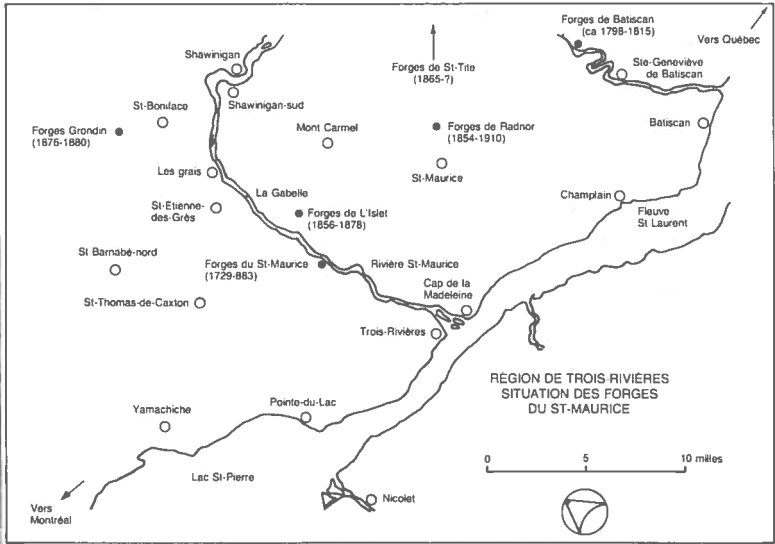 Forges de Batiscan
(ca 1798-1815)
Vers Québec
Shawinigan
Forges de St-Tite
(1865-?)
Ste-Geneviève
de Batiscan
Shawinigan-sud
St-Boniface
Forges Grondin
(1876-1880)
Mont Carmel
Forges de Radnor
(1854-1910)
Batiscan
St-Maurice
Les grais
La Gabelle
Champlain
St-Etienne-
des-Grès
Forges de L'Islet
(1856-1878)
Fleuve
St Laurent
St Barnabé-nord
Forges du St-Maurice
(1729-883)
Rivière St-Maurice
Cap de la
Madeleine
St-Thomas-de-Caxton
Trois-Rivières
RÉGION DE TROIS-RIVIÈRES
SITUATION DES FORGES
DU ST-MAURICE
Yamachiche
Pointe-du-Lac
0 5 10 milles
Lac St-Pierre
Nicolet
Vers
Montréal